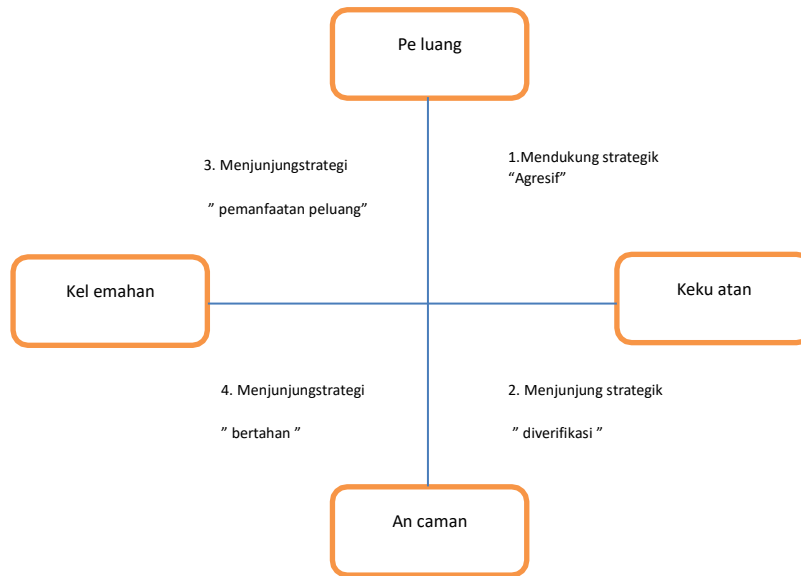 Pe luang
3. Menjunjungstrategi
” pemanfaatan peluang”
1.Mendukung strategik
“Agresif”
Kel emahan
Keku atan
4. Menjunjungstrategi
” bertahan ”
2. Menjunjung strategik
” diverifikasi ”
An caman